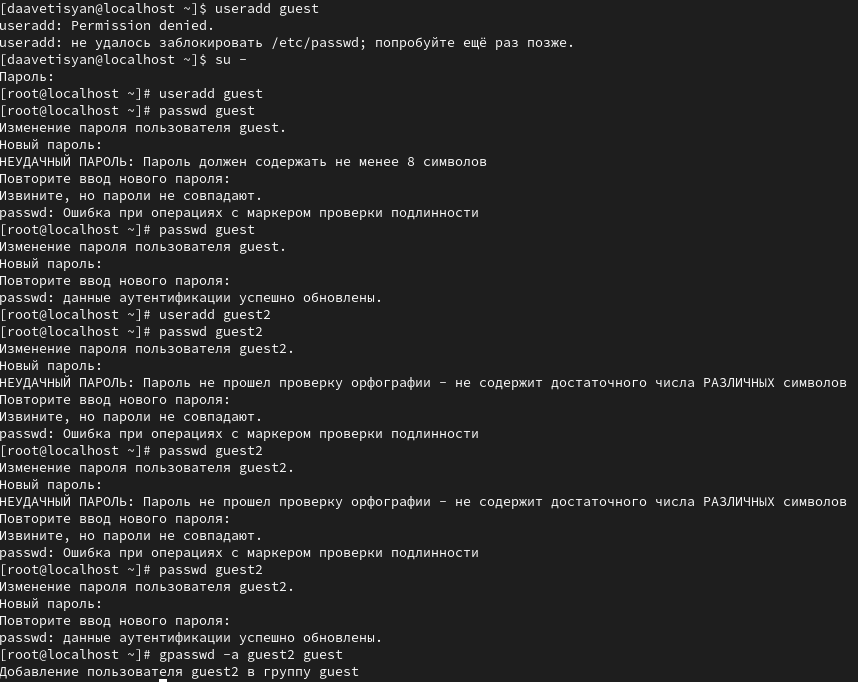 [daavetisyan@localhost ~]$ useradd guest
useradd: Permission denied.
useradd: не удалось заблокировать /etc/passwd; попробуйте ещё раз позже.
[daavetisyan@localhost ~]$ su -
Пароль:
[root@localhost ~]# useradd guest
[root@localhost ~]# passwd guest
Изменение пароля пользователя guest.
Новый пароль:
НЕУДАЧНЫЙ ПАРОЛЬ: Пароль должен содержать не менее 8 символов
Повторите ввод нового пароля:
Извините, но пароли не совпадают.
passwd: Ошибка при операциях с маркером проверки подлинности
[root@localhost ~]# passwd guest
Изменение пароля пользователя guest.
Новый пароль:
Повторите ввод нового пароля:
passwd: данные аутентификации успешно обновлены.
[root@localhost ~]# useradd guest2
[root@localhost ~]# passwd guest2
Изменение пароля пользователя guest2.
Новый пароль:
НЕУДАЧНЫЙ ПАРОЛЬ: Пароль не прошел проверку орфографии - не содержит достаточного числа РАЗЛИЧНЫХ символов
Повторите ввод нового пароля:
Извините, но пароли не совпадают.
passwd: Ошибка при операциях с маркером проверки подлинности
[root@localhost ~]# passwd guest2
Изменение пароля пользователя guest2.
Новый пароль:
НЕУДАЧНЫЙ ПАРОЛЬ: Пароль не прошел проверку орфографии - не содержит достаточного числа РАЗЛИЧНЫХ символов
Повторите ввод нового пароля:
Извините, но пароли не совпадают.
passwd: Ошибка при операциях с маркером проверки подлинности
[root@localhost ~]# passwd guest2
Изменение пароля пользователя guest2.
Новый пароль:
Повторите ввод нового пароля:
passwd: данные аутентификации успешно обновлены.
[root@localhost ~]# gpasswd -a guest2 guest
Добавление пользователя guest2 в группу guest